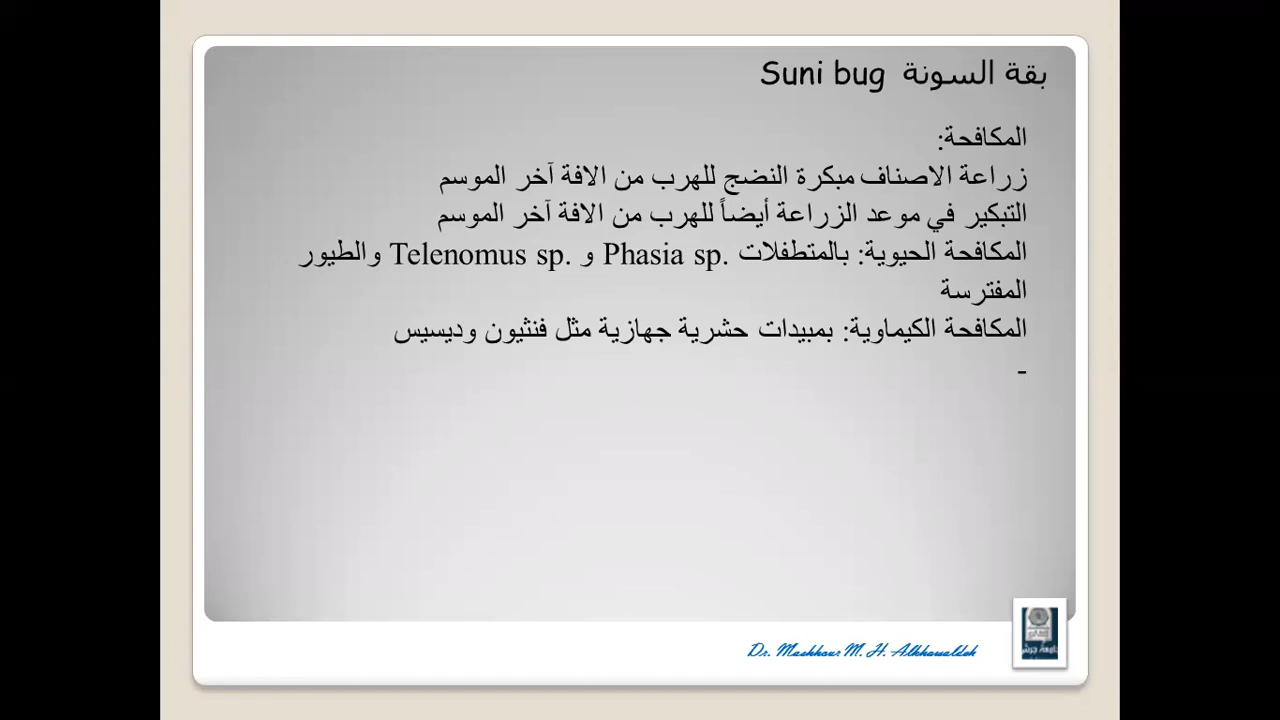 بقة السونة Suni bug
المكافحة:
زراعة الاصناف مبكرة النضج للهرب من الافة آخر الموسم
التبكير في موعد الزراعة أيضاً للهرب من الافة آخر الموسم
المكافحة الحيوية: بالمتطفلات Phasia sp. و Telenomus sp. والطيور
المفترسة
المكافحة الكيماوية: بمبيدات حشرية جهازية مثل فنثيون وديسيس
-
Dr. Mashhour M. H. Alkhawaldeh